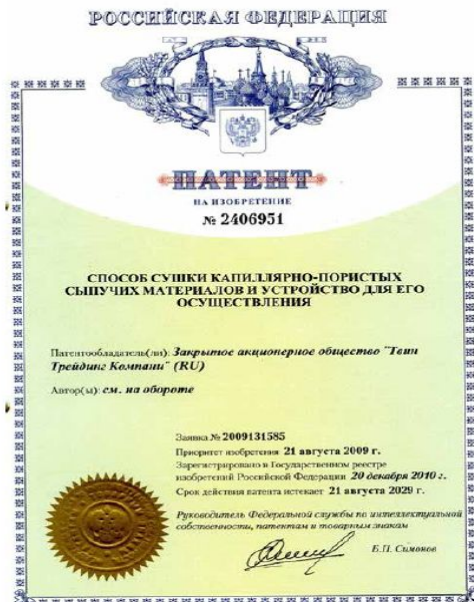 РОССИЙСКАЯ ФЕДЕРАЦИЯ
ПАТЕНТ
НА ИЗОБРЕТЕНИЕ
№ 2406951
СПОСОБ СУШКИ КАПИЛЛЯРНО-ПОРИСТЫХ
СЫПУЧИХ МАТЕРИАЛОВ И УСТРОЙСТВО ДЛЯ ЕГО
ОСУЩЕСТВЛЕНИЯ
Патентообладатель(ли): Закрытое акционерное общество "Твин
Трейдинг Компани" (RU)
Автор(ы): см. на обороте
Заявка № 2009131585
Приоритет изобретения 21 августа 2009 г.
Зарегистрировано в Государственном реестре
изобретений Российской Федерации 20 декабря 2010 г.
Срок действия патента истекает 21 августа 2029 г.
Руководитель Федеральной службы по интеллектуальной
собственности, патентам и товарным знакам
Б.П. Симонов